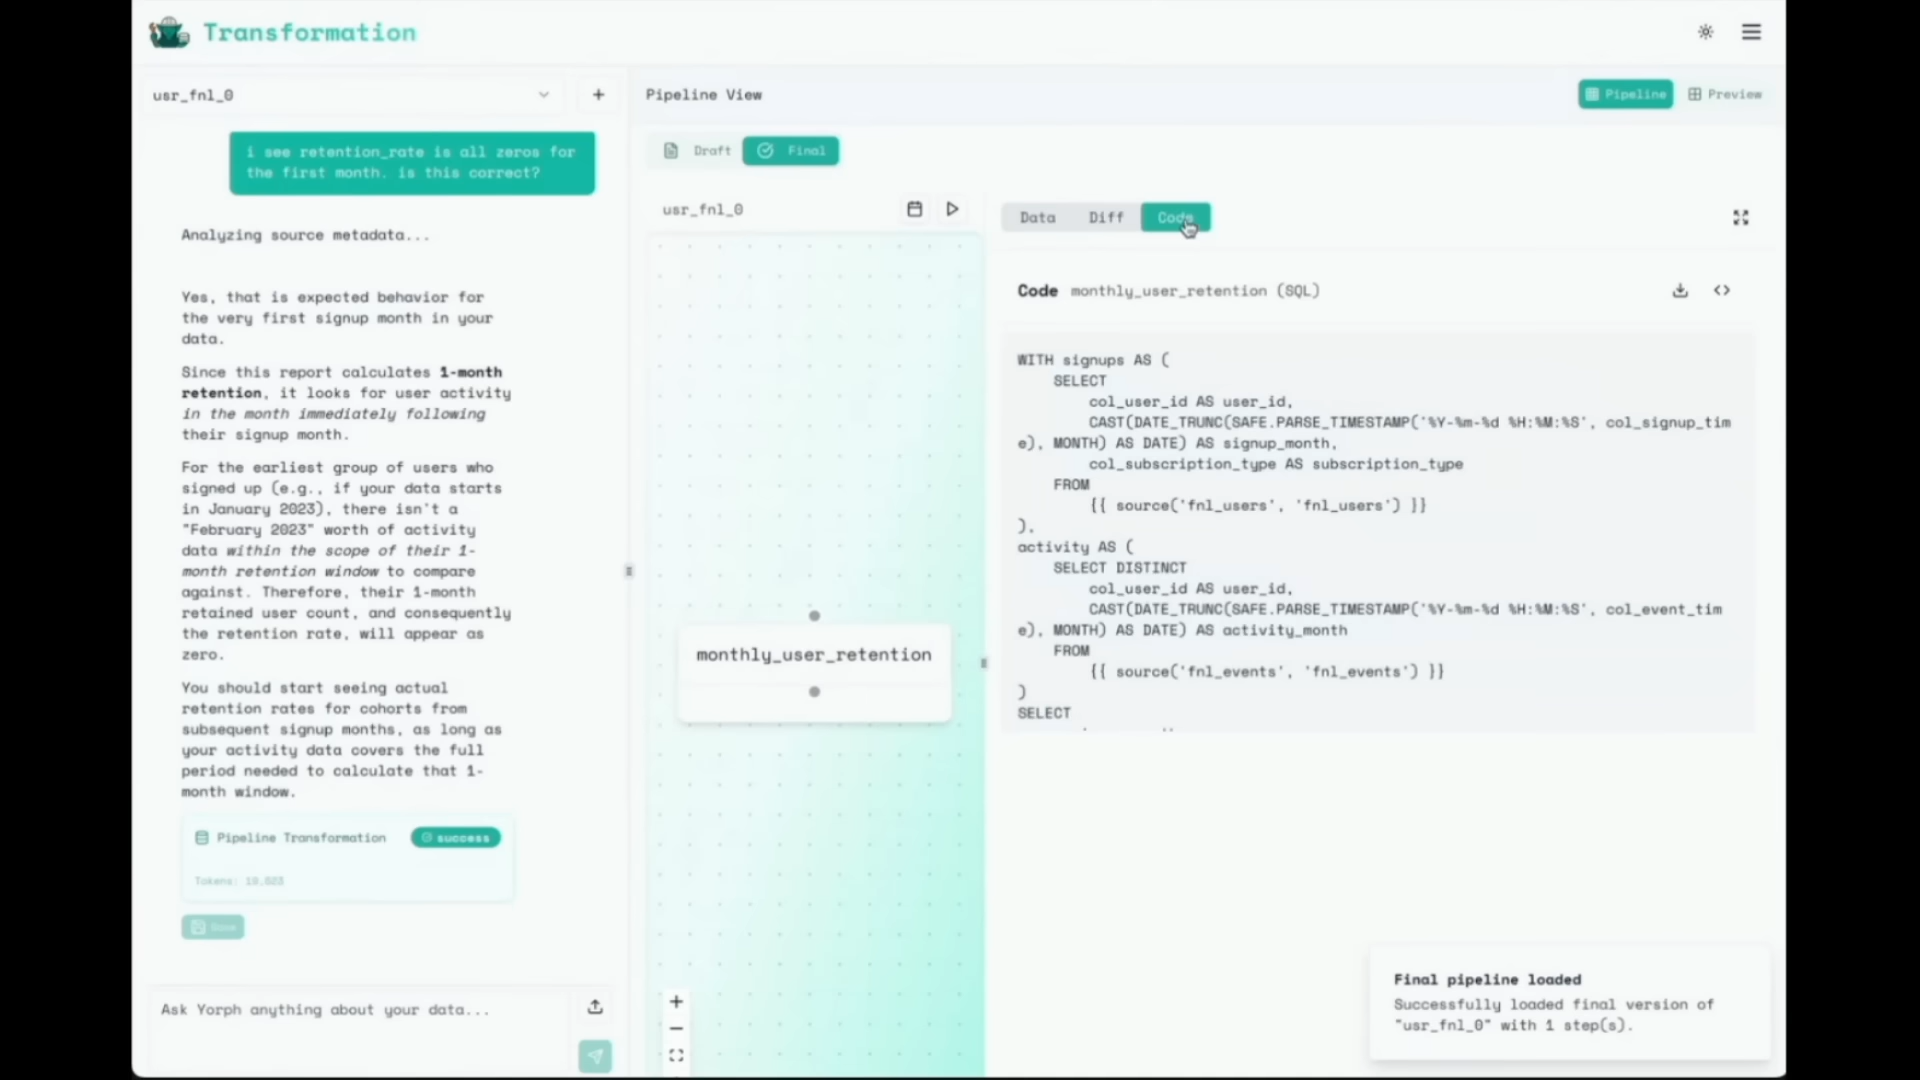 Transformation
usr_fnl_0
Pipeline View
Pipeline
Preview
i see retention_rate is all zeros for
the first month. is this correct?
Draft
Final
Analyzing source metadata...
Yes, that is expected behavior for
the very first signup month in your
data.
Since this report calculates 1-month
retention, it looks for user activity
in the month immediately following
their signup month.
For the earliest group of users who
signed up (e.g., if your data starts
in January 2023), there isn't a
"February 2023" worth of activity
data within the scope of their 1-
month retention window to compare
against. Therefore, their 1-month
retained user count, and consequently
the retention rate, will appear as
zero.
You should start seeing actual
retention rates for cohorts from
subsequent signup months, as long as
your activity data covers the full
period needed to calculate that 1-
month window.
Pipeline Transformation
success
Tokens:
Save
Ask Yorph anything about your data...
usr_fnl_0
monthly_user_retention
Data
Diff
Code
Code monthly_user_retention (SQL)
WITH signups AS (
SELECT
col_user_id AS user_id,
CAST(DATE_TRUNC(SAFE.PARSE_TIMESTAMP('%Y-%m-%d %H:%M:%S', col_signup_tim
e), MONTH) AS DATE) AS signup_month,
col_subscription_type AS subscription_type
FROM
{{ source('fnl_users', 'fnl_users') }}
),
activity AS (
SELECT DISTINCT
col_user_id AS user_id,
CAST(DATE_TRUNC(SAFE.PARSE_TIMESTAMP('%Y-%m-%d %H:%M:%S', col_event_tim
e), MONTH) AS DATE) AS activity_month
FROM
{{ source('fnl_events', 'fnl_events') }}
)
SELECT
Final pipeline loaded
Successfully loaded final version of
"usr_fnl_0" with 1 step(s).